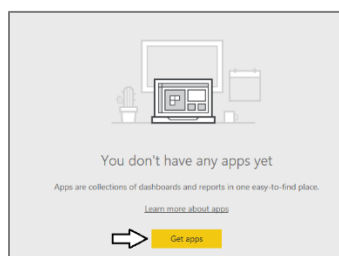 You don't have any apps yet
Apps are collections of dashboards and reports in one easy-to-find place.
Learn more about apps
Get apps